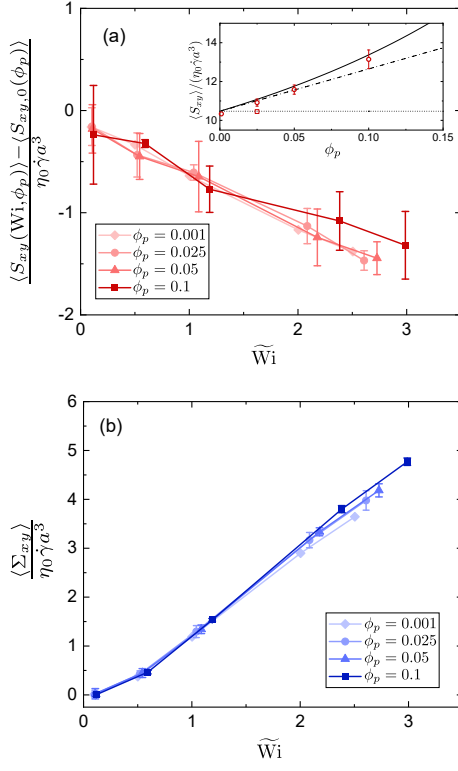 (a)
⟨S_xy(Wi,ϕ_p)⟩−⟨S_xy,0(ϕ_p)⟩
η_0 γ̇ a^3
1
0
-1
-2
0 1 2 3 4
W̃i
ϕ_p = 0.001
ϕ_p = 0.025
ϕ_p = 0.05
ϕ_p = 0.1
⟨S_xy⟩/(η_0 γ̇ a^3)
16
14
12
10
0.00 0.05 0.10 0.15
ϕ_p
(b)
⟨Σ_xy⟩
η_0 γ̇ a^3
6
5
4
3
2
1
0
0 1 2 3 4
W̃i
ϕ_p = 0.001
ϕ_p = 0.025
ϕ_p = 0.05
ϕ_p = 0.1